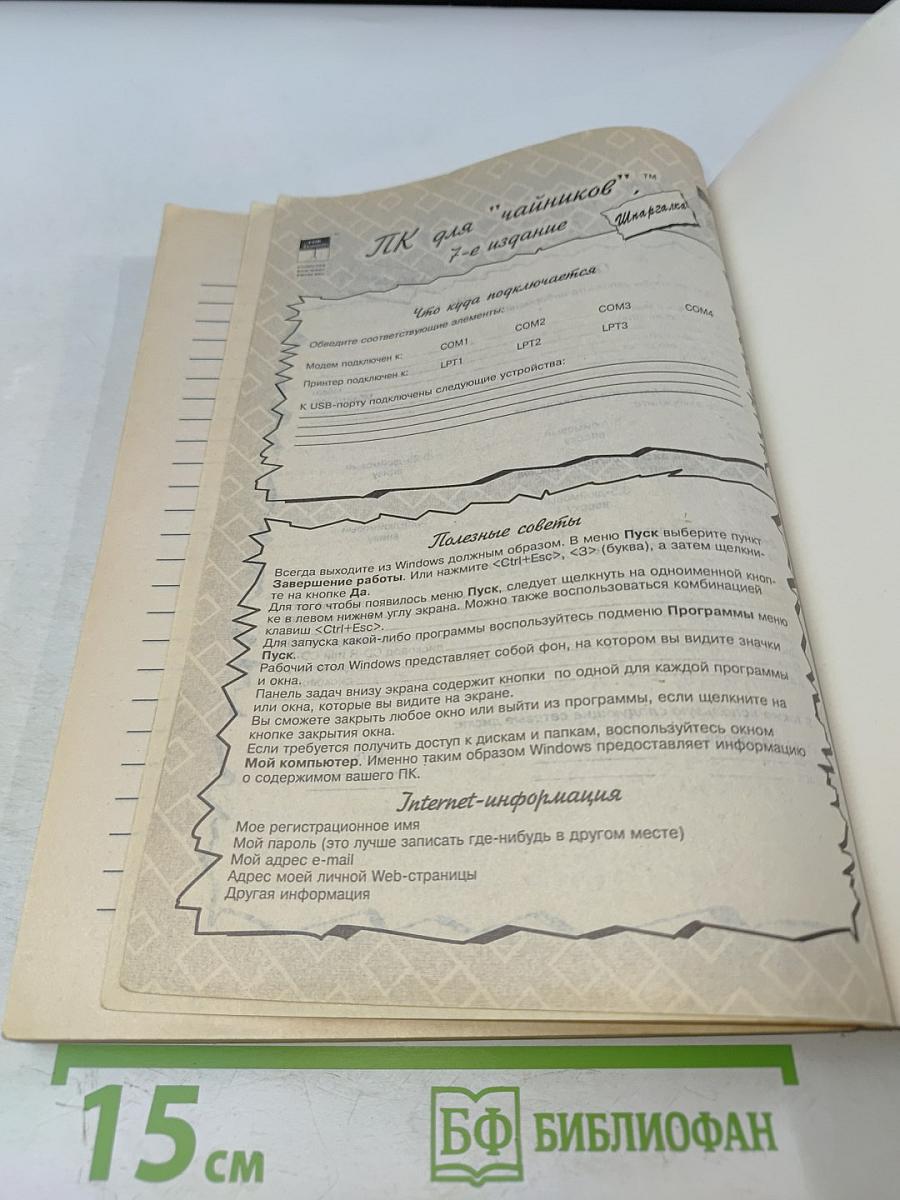 ПК для "чайников",™
7-е издание
Шпаргалка
Что куда подключается
Обведите соответствующие элементы:
Модем подключен к: COM1 COM2 COM3 COM4
Принтер подключен к: LPT1 LPT2 LPT3
К USB-порту подключены следующие устройства:
Полезные советы
Всегда выходите из Windows должным образом. В меню Пуск выберите пункт
Завершение работы. Или нажмите <Ctrl+Esc>, <З> (буква), а затем щелкни-
те на кнопке Да.
Для того чтобы появилось меню Пуск, следует щелкнуть на одноименной кноп-
ке в левом нижнем углу экрана. Можно также воспользоваться комбинацией
клавиш <Ctrl+Esc>.
Для запуска какой-либо программы воспользуйтесь подменю Программы меню
Пуск.
Рабочий стол Windows представляет собой фон, на котором вы видите значки
и окна.
Панель задач внизу экрана содержит кнопки по одной для каждой программы
или окна, которые вы видите на экране.
Вы сможете закрыть любое окно или выйти из программы, если щелкните на
кнопке закрытия окна.
Если требуется получить доступ к дискам и папкам, воспользуйтесь окном
Мой компьютер. Именно таким образом Windows предоставляет информацию
о содержимом вашего ПК.
Internet-информация
Мое регистрационное имя
Мой пароль (это лучше записать где-нибудь в другом месте)
Мой адрес e-mail
Адрес моей личной Web-страницы
Другая информация
15 см
БФ БИБЛИОФАН